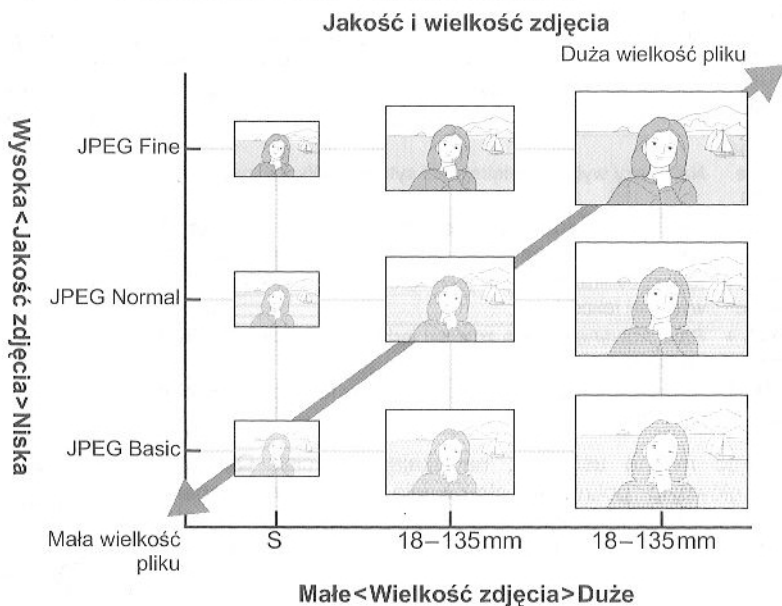 Jakość i wielkość zdjęcia
Duża wielkość pliku
Wysoka<Jakość zdjęcia>Niska
JPEG Fine
JPEG Normal
JPEG Basic
Mała wielkość
pliku
S
18–135mm
18–135mm
Małe<Wielkość zdjęcia>Duże